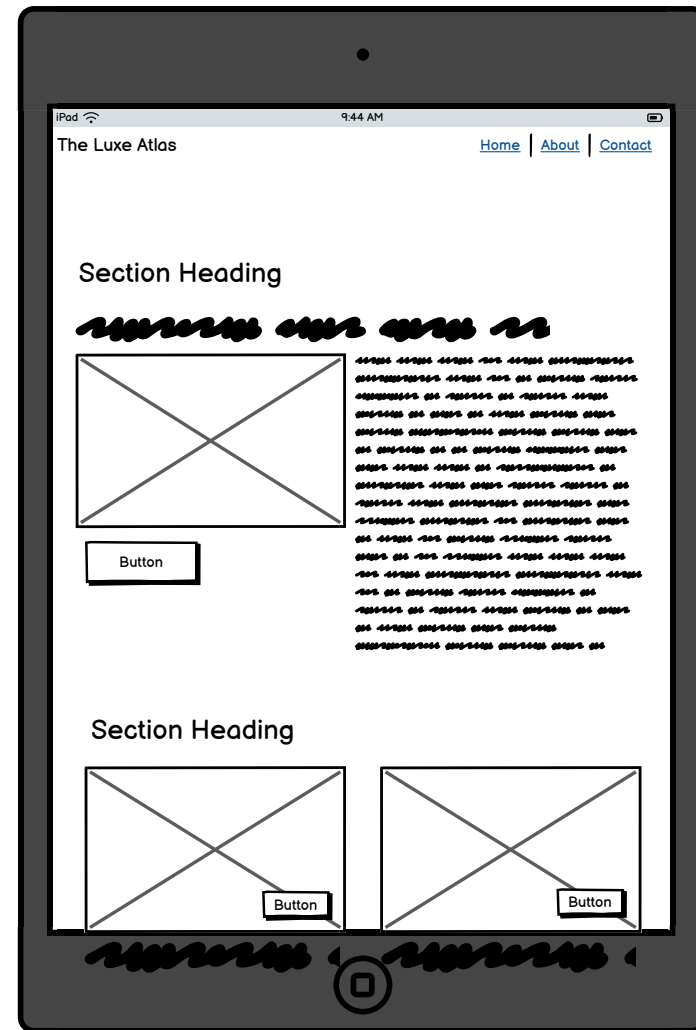 iPad 9:44 AM
The Luxe Atlas Home About Contact
Section Heading
Button
Section Heading
Button Button